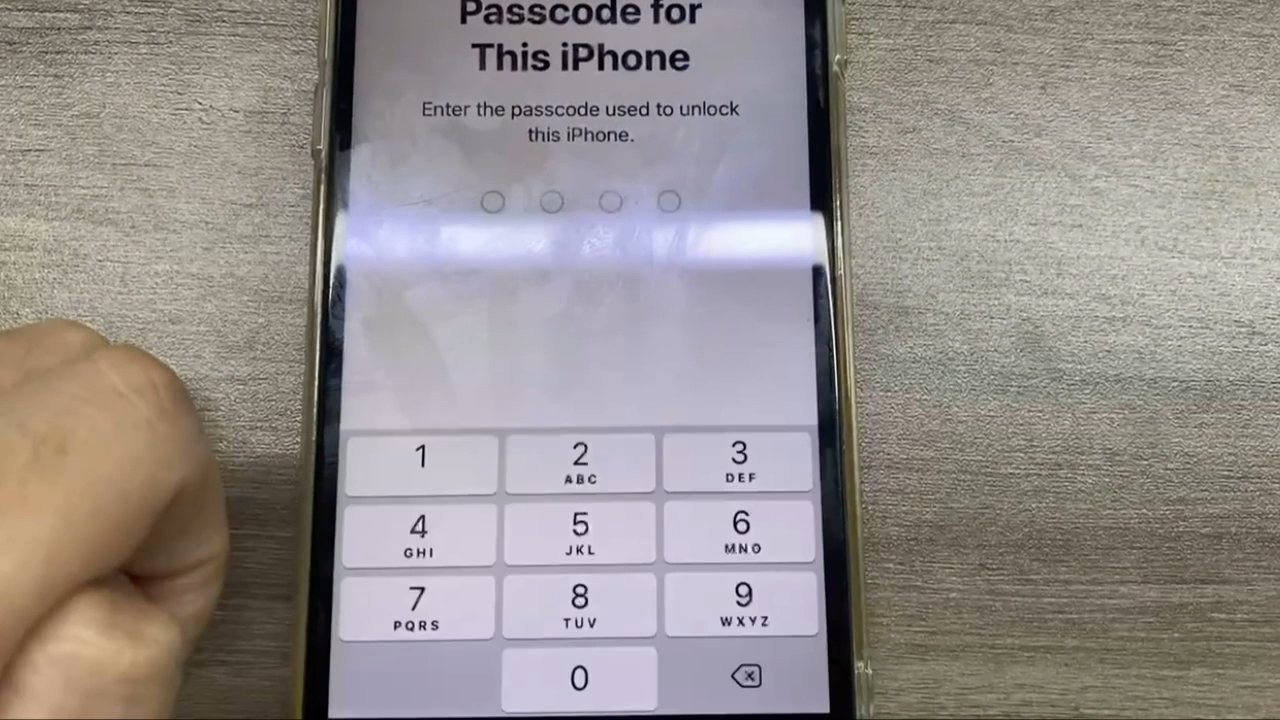 Passcode for
This iPhone
Enter the passcode used to unlock
this iPhone.
1
2
ABC
3
DEF
4
GHI
5
JKL
6
MNO
7
PQRS
8
TUV
9
WXYZ
0